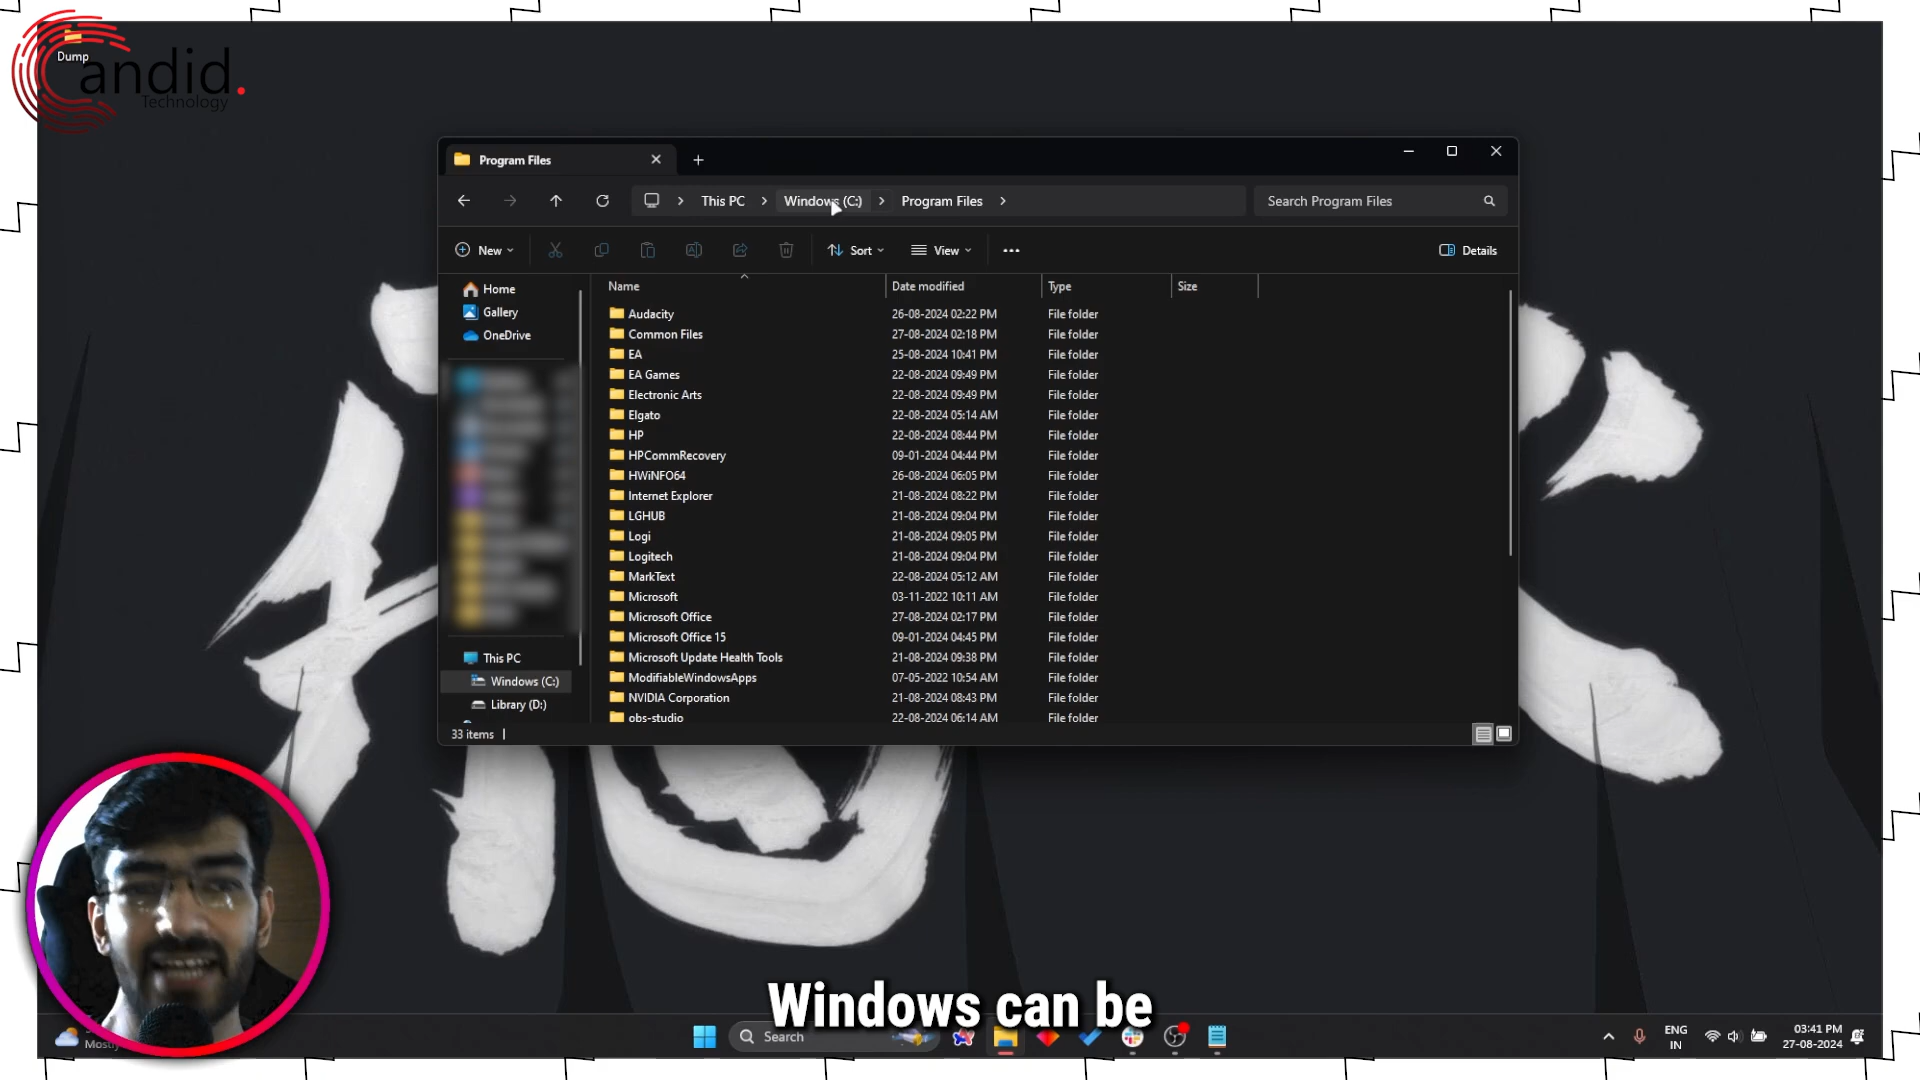 Dump
Candid.
Technology
Program Files
This PC
Windows (C:)
Program Files
Search Program Files
New
Sort
View
Details
Home
Gallery
OneDrive
This PC
Windows (C:)
Library (D:)
Name Date modified Type Size
Audacity 26-08-2024 02:22 PM File folder
Common Files 27-08-2024 02:18 PM File folder
EA 25-08-2024 10:41 PM File folder
EA Games 22-08-2024 09:49 PM File folder
Electronic Arts 22-08-2024 09:49 PM File folder
Elgato 22-08-2024 05:14 AM File folder
HP 22-08-2024 08:44 PM File folder
HPCommRecovery 09-01-2024 04:44 PM File folder
HWiNFO64 26-08-2024 06:05 PM File folder
Internet Explorer 21-08-2024 08:22 PM File folder
LGHUB 21-08-2024 09:04 PM File folder
Logi 21-08-2024 09:05 PM File folder
Logitech 21-08-2024 09:04 PM File folder
MarkText 22-08-2024 05:12 AM File folder
Microsoft 03-11-2022 10:11 AM File folder
Microsoft Office 27-08-2024 02:17 PM File folder
Microsoft Office 15 09-01-2024 04:45 PM File folder
Microsoft Update Health Tools 21-08-2024 09:38 PM File folder
ModifiableWindowsApps 07-05-2022 10:54 AM File folder
NVIDIA Corporation 21-08-2024 08:43 PM File folder
obs-studio 22-08-2024 06:14 AM File folder
33 items
Windows can be
Search
ENG
IN
03:41 PM
27-08-2024